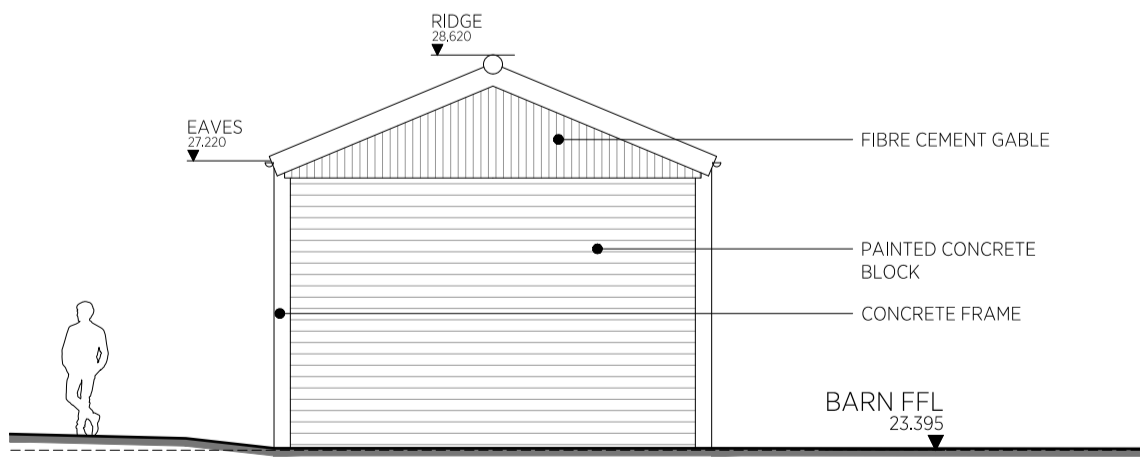 RIDGE
28,620
EAVES
27.220
FIBRE CEMENT GABLE
PAINTED CONCRETE
BLOCK
CONCRETE FRAME
BARN FFL
23.395